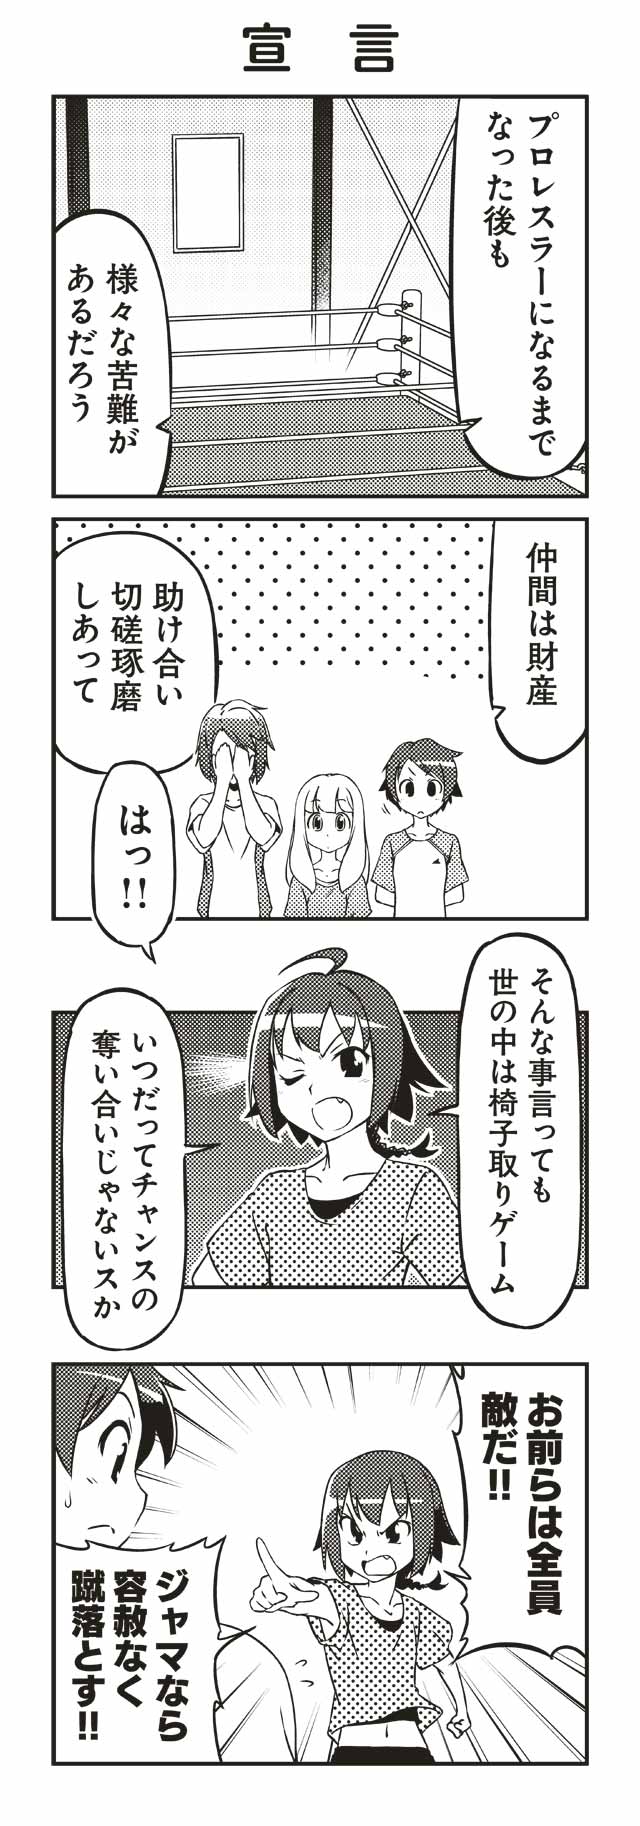 宣言
プロレスラーになるまで
なった後も
様々な苦難が
あるだろう
仲間は財産
助け合い
切磋琢磨
しあって
はっ!!
そんな事言っても
世の中は椅子取りゲーム
いつだってチャンスの
奪い合いじゃないスか
お前らは全員
敵だ!!
ジャマなら
容赦なく
蹴落とす!!